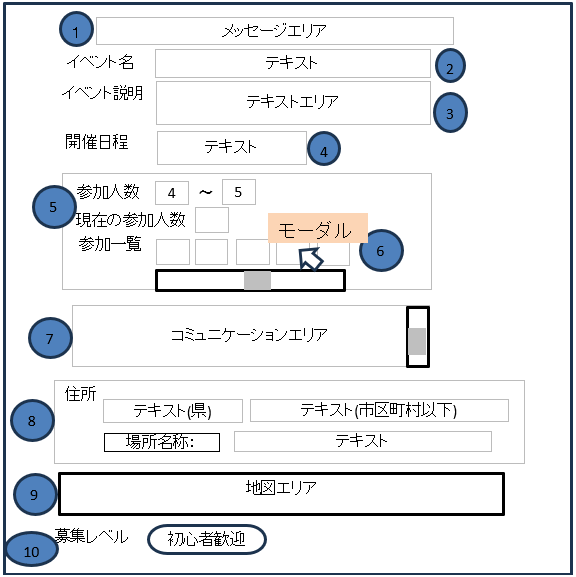 1 メッセージエリア
イベント名 テキスト 2
イベント説明 テキストエリア 3
開催日程 テキスト 4
5 参加人数 4 ～ 5
現在の参加人数
参加一覧 モーダル 6
7 コミュニケーションエリア
住所
8 テキスト(県) テキスト(市区町村以下)
場所名称: テキスト
9 地図エリア
10 募集レベル 初心者歓迎